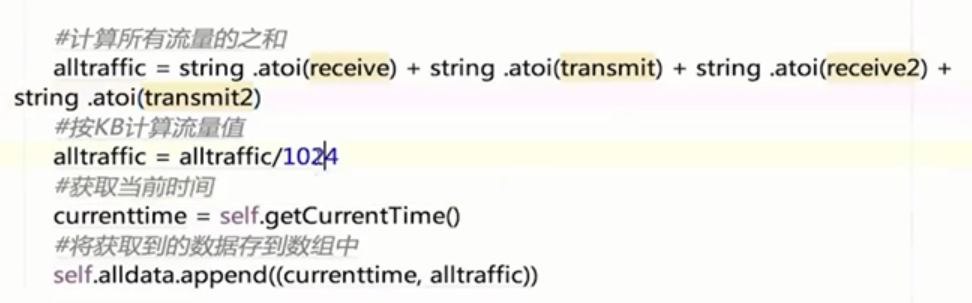 #计算所有流量的之和
alltraffic = string .atoi(receive) + string .atoi(transmit) + string .atoi(receive2) +
string .atoi(transmit2)
#按KB计算流量值
alltraffic = alltraffic/1024
#获取当前时间
currenttime = self.getCurrentTime()
#将获取到的数据存到数组中
self.alldata.append((currenttime, alltraffic))